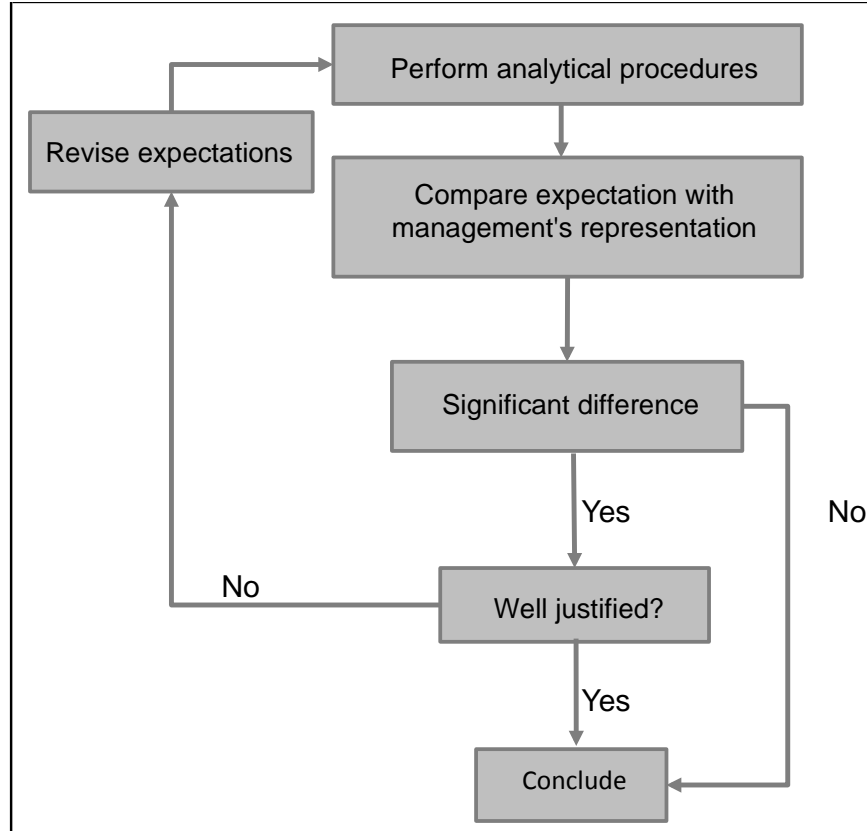 Perform analytical procedures
Revise expectations
Compare expectation with
management's representation
Significant difference
Yes
No
No
Well justified?
Yes
Conclude